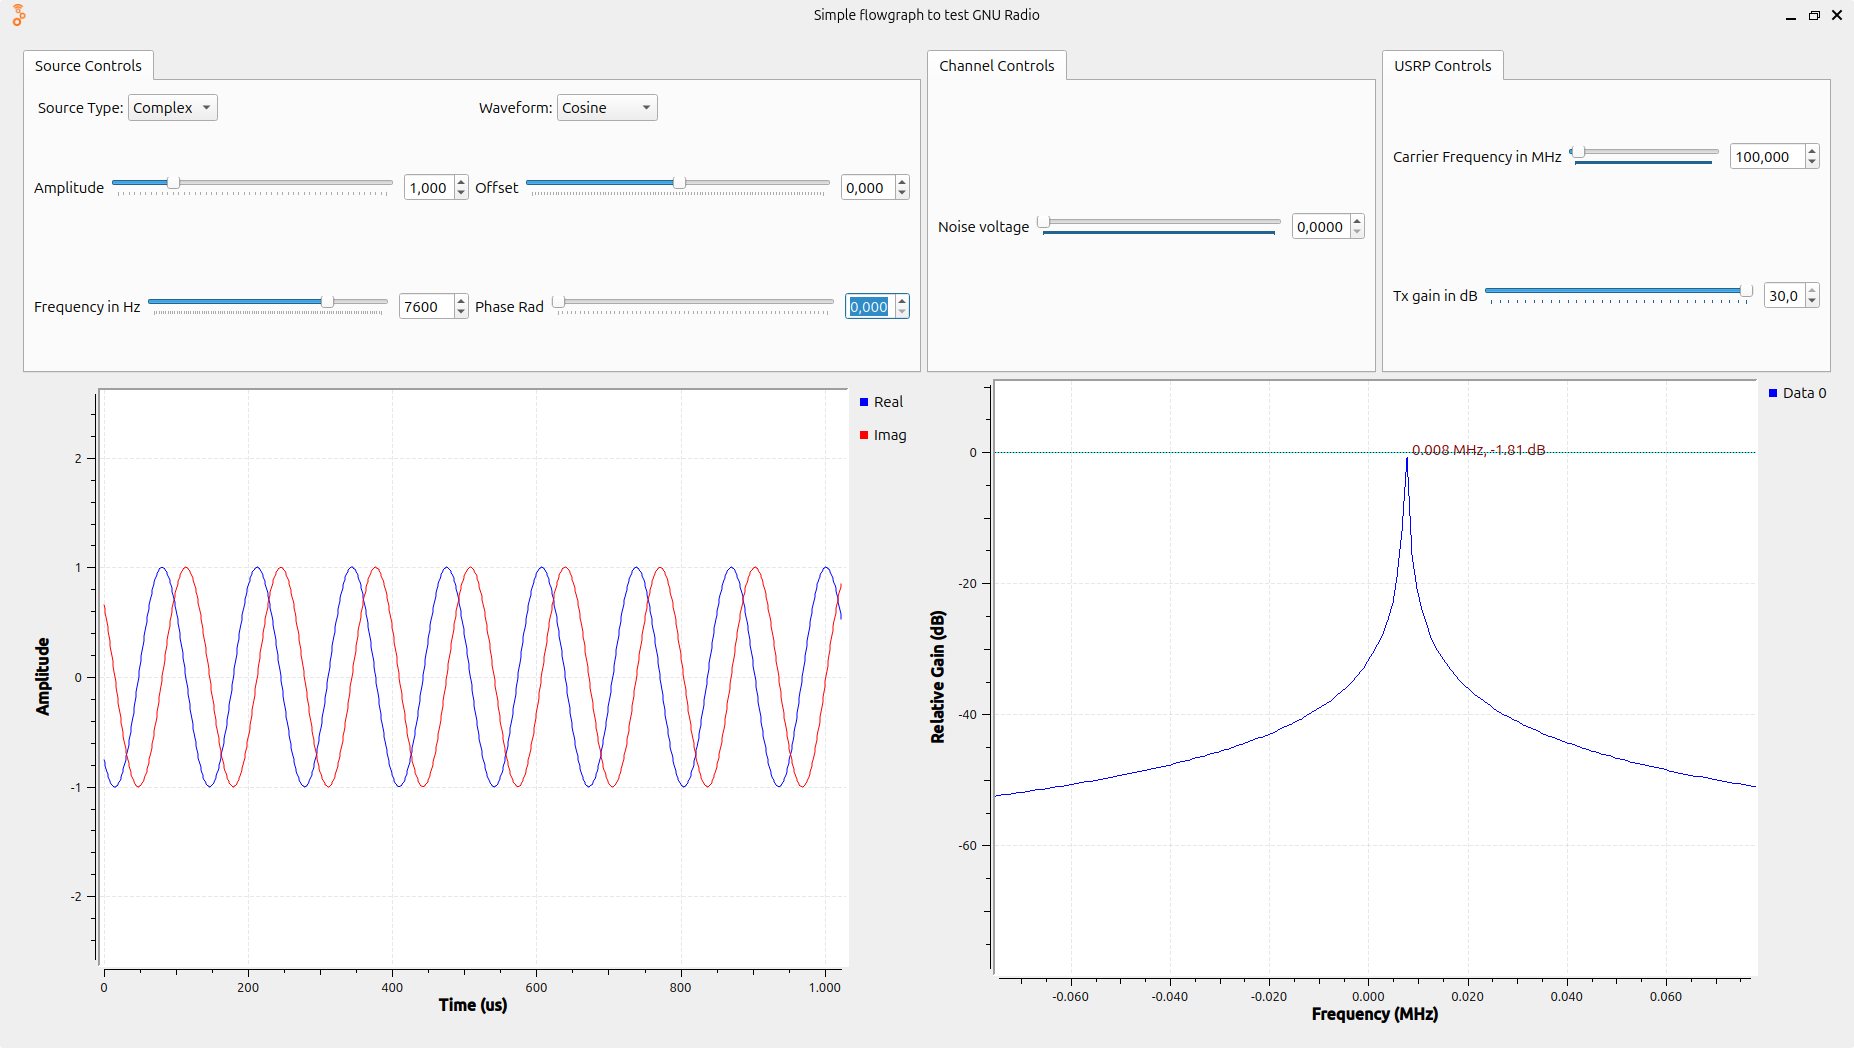 Simple flowgraph to test GNU Radio
Source Controls
Source Type: Complex
Waveform: Cosine
Amplitude 1,000
Offset 0,000
Frequency in Hz 7600
Phase Rad 0,000
Channel Controls
Noise voltage 0,0000
USRP Controls
Carrier Frequency in MHz 100,000
Tx gain in dB 30,0
Real
Imag
2
1
0
-1
-2
Amplitude
0 200 400 600 800 1.000
Time (us)
Data 0
0.008 MHz, -1.81 dB
0
-20
-40
-60
Relative Gain (dB)
-0.060 -0.040 -0.020 0.000 0.020 0.040 0.060
Frequency (MHz)